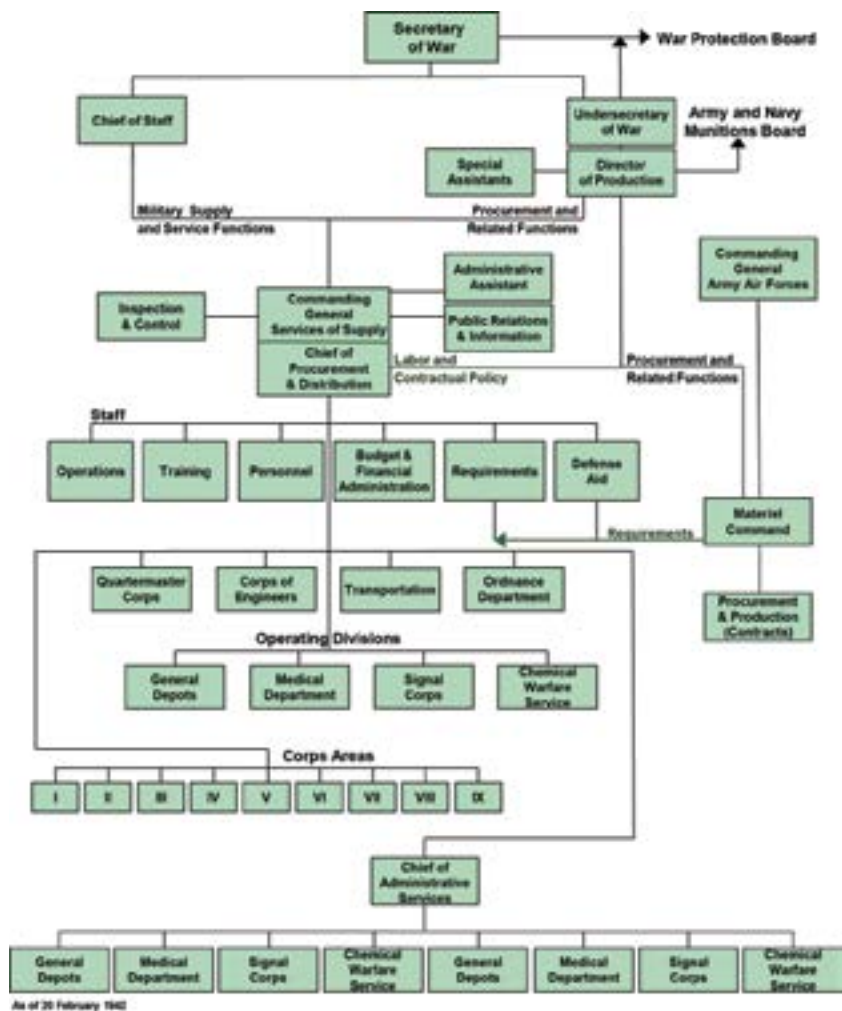 Secretary
of War
War Protection Board
Chief of Staff
Undersecretary
of War
Army and Navy
Munitions Board
Special
Assistants
Director
of Production
Military Supply
and Service Functions
Procurement and
Related Functions
Commanding
General
Army Air Forces
Administrative
Assistant
Inspection
& Control
Commanding
General
Services of Supply
Public Relations
& Information
Chief of
Procurement
& Distribution
Labor and
Contractual Policy
Procurement and
Related Functions
Staff
Operations
Training
Personnel
Budget &
Financial
Administration
Requirements
Defense
Aid
Materiel
Command
Requirements
Quartermaster
Corps
Corps of
Engineers
Transportation
Ordnance
Department
Procurement
& Production
(Contracts)
Operating Divisions
General
Depots
Medical
Department
Signal
Corps
Chemical
Warfare
Service
Corps Areas
I
II
III
IV
V
VI
VII
VIII
IX
Chief of
Administrative
Services
General
Depots
Medical
Department
Signal
Corps
Chemical
Warfare
Service
General
Depots
Medical
Department
Signal
Corps
Chemical
Warfare
Service
As of 20 February 1942